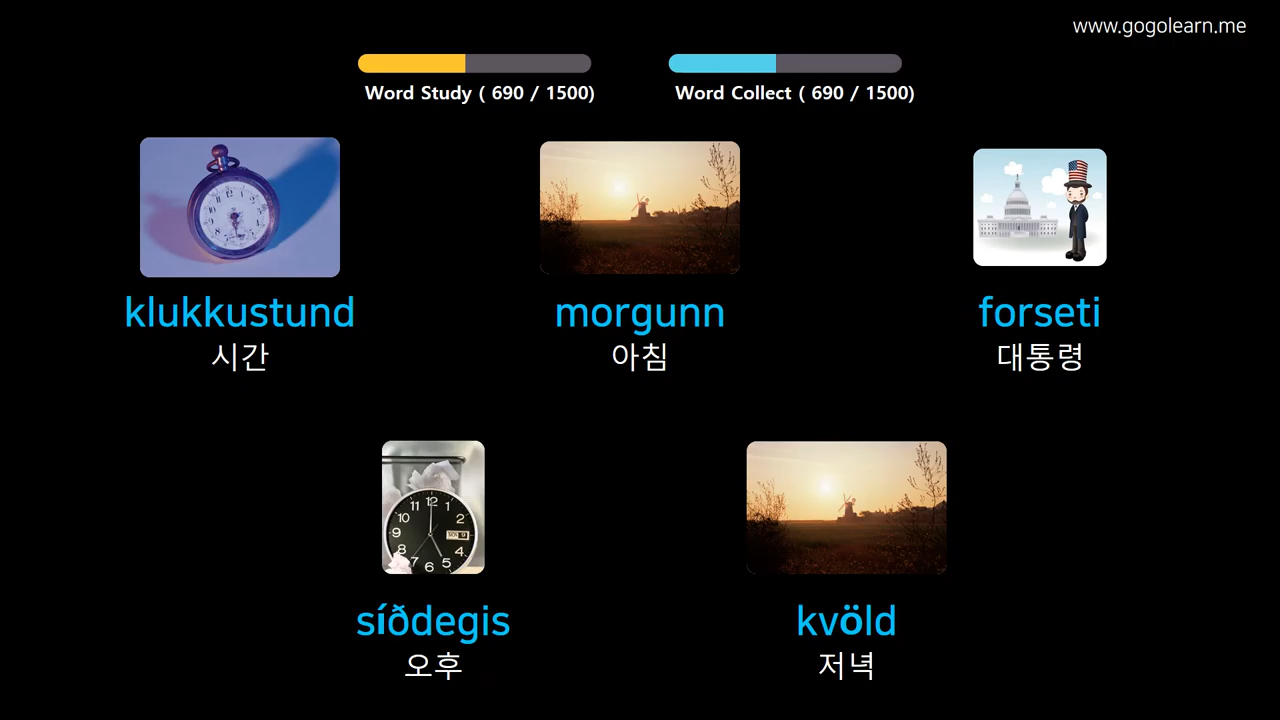 www.gogolearn.me
Word Study ( 690 / 1500)
Word Collect ( 690 / 1500)
klukkustund
시간
morgunn
아침
forseti
대통령
síðdegis
오후
kvöld
저녁